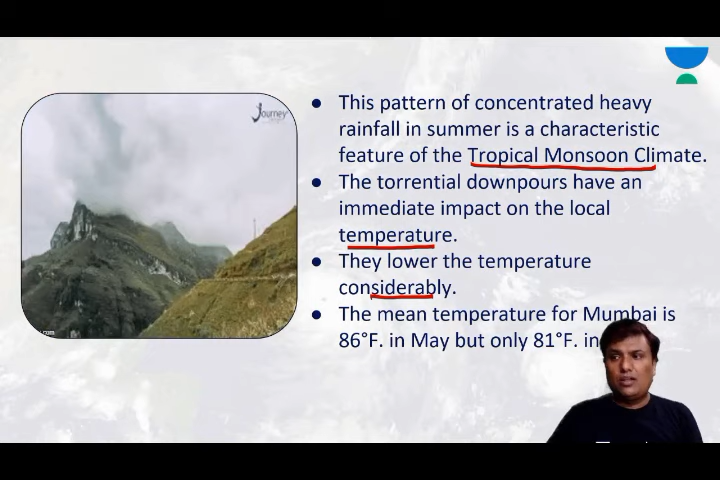 Journey
● This pattern of concentrated heavy
rainfall in summer is a characteristic
feature of the Tropical Monsoon Climate.
● The torrential downpours have an
immediate impact on the local
temperature.
● They lower the temperature
considerably.
● The mean temperature for Mumbai is
86°F. in May but only 81°F. in
.com